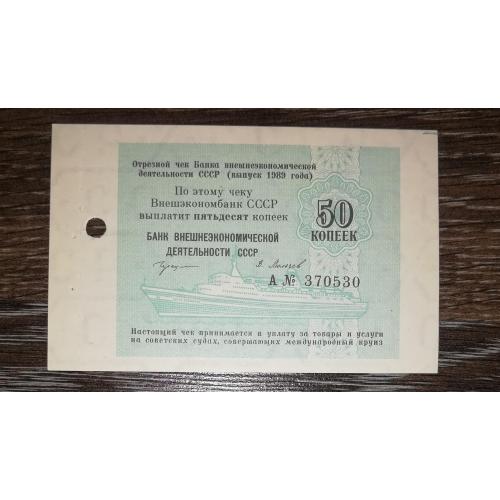 Отрезной чек Банка внешнеэкономической
деятельности СССР (выпуск 1989 года)
По этому чеку
Внешэкономбанк СССР
выплатит пятьдесят копеек
50
КОПЕЕК
БАНК ВНЕШНЕЭКОНОМИЧЕСКОЙ
ДЕЯТЕЛЬНОСТИ СССР
А № 370530
Настоящий чек принимается в уплату за товары и услуги
на советских судах, совершающих международный круиз